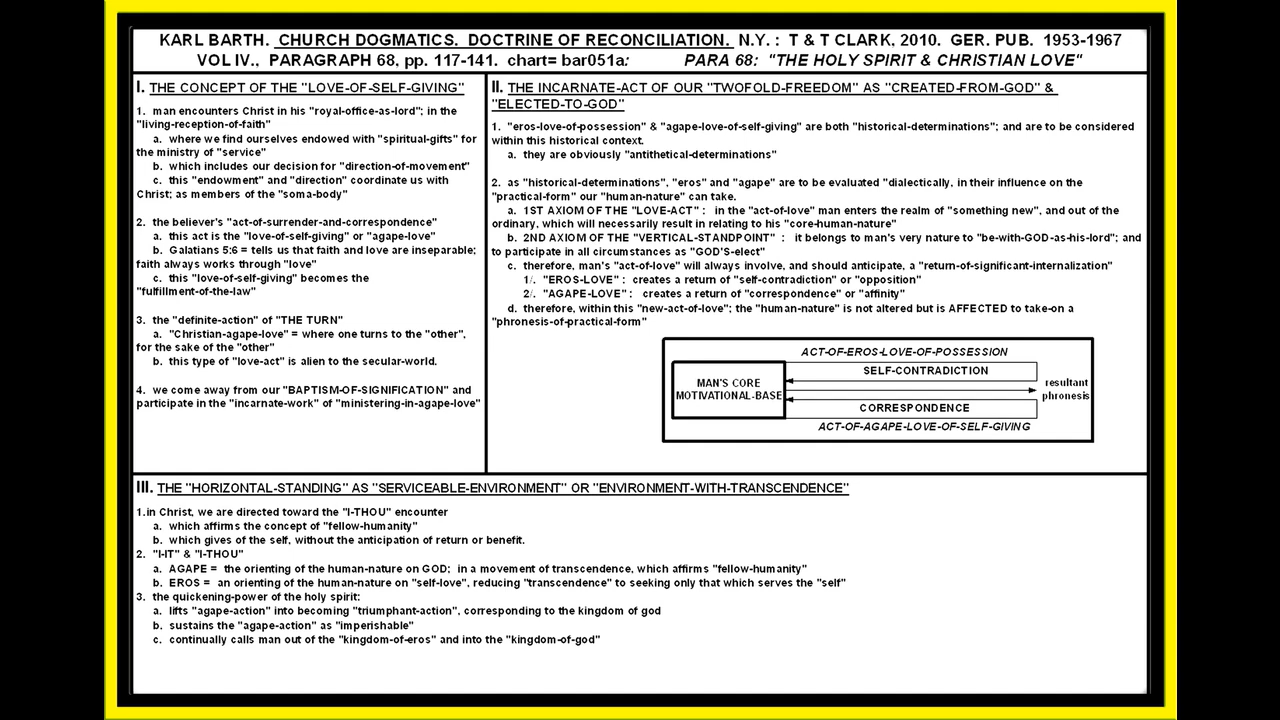 KARL BARTH. CHURCH DOGMATICS. DOCTRINE OF RECONCILIATION. N.Y. : T & T CLARK, 2010. GER. PUB. 1953-1967
VOL IV., PARAGRAPH 68, pp. 117-141. chart= bar051a: PARA 68: "THE HOLY SPIRIT & CHRISTIAN LOVE"
I. THE CONCEPT OF THE "LOVE-OF-SELF-GIVING"
1. man encounters Christ in his "royal-office-as-lord"; in the
"living-reception-of-faith"
a. where we find ourselves endowed with "spiritual-gifts" for
the ministry of "service"
b. which includes our decision for "direction-of-movement"
c. this "endowment" and "direction" coordinate us with
Christ; as members of the "soma-body"
2. the believer's "act-of-surrender-and-correspondence"
a. this act is the "love-of-self-giving" or "agape-love"
b. Galatians 5:6 = tells us that faith and love are inseparable;
faith always works through "love"
c. this "love-of-self-giving" becomes the
"fulfillment-of-the-law"
3. the "definite-action" of "THE TURN"
a. "Christian-agape-love" = where one turns to the "other",
for the sake of the "other"
b. this type of "love-act" is alien to the secular-world.
4. we come away from our "BAPTISM-OF-SIGNIFICATION" and
participate in the "incarnate-work" of "ministering-in-agape-love"
II. THE INCARNATE-ACT OF OUR "TWOFOLD-FREEDOM" AS "CREATED-FROM-GOD" &
"ELECTED-TO-GOD"
1. "eros-love-of-possession" & "agape-love-of-self-giving" are both "historical-determinations"; and are to be considered
within this historical context.
a. they are obviously "antithetical-determinations"
2. as "historical-determinations", "eros" and "agape" are to be evaluated "dialectically, in their influence on the
"practical-form" our "human-nature" can take.
a. 1ST AXIOM OF THE "LOVE-ACT" : in the "act-of-love" man enters the realm of "something new", and out of the
ordinary, which will necessarily result in relating to his "core-human-nature"
b. 2ND AXIOM OF THE "VERTICAL-STANDPOINT" : it belongs to man's very nature to "be-with-GOD-as-his-lord"; and
to participate in all circumstances as "GOD'S-elect"
c. therefore, man's "act-of-love" will always involve, and should anticipate, a "return-of-significant-internalization"
1/. "EROS-LOVE" : creates a return of "self-contradiction" or "opposition"
2/. "AGAPE-LOVE" : creates a return of "correspondence" or "affinity"
d. therefore, within this "new-act-of-love"; the "human-nature" is not altered but is AFFECTED to take-on a
"phronesis-of-practical-form"
ACT-OF-EROS-LOVE-OF-POSSESSION
SELF-CONTRADICTION
MAN'S CORE
MOTIVATIONAL-BASE
resultant
phronesis
CORRESPONDENCE
ACT-OF-AGAPE-LOVE-OF-SELF-GIVING
III. THE "HORIZONTAL-STANDING" AS "SERVICEABLE-ENVIRONMENT" OR "ENVIRONMENT-WITH-TRANSCENDENCE"
1.in Christ, we are directed toward the "I-THOU" encounter
a. which affirms the concept of "fellow-humanity"
b. which gives of the self, without the anticipation of return or benefit.
2. "I-IT" & "I-THOU"
a. AGAPE = the orienting of the human-nature on GOD; in a movement of transcendence, which affirms "fellow-humanity"
b. EROS = an orienting of the human-nature on "self-love", reducing "transcendence" to seeking only that which serves the "self"
3. the quickening-power of the holy spirit:
a. lifts "agape-action" into becoming "triumphant-action", corresponding to the kingdom of god
b. sustains the "agape-action" as "imperishable"
c. continually calls man out of the "kingdom-of-eros" and into the "kingdom-of-god"